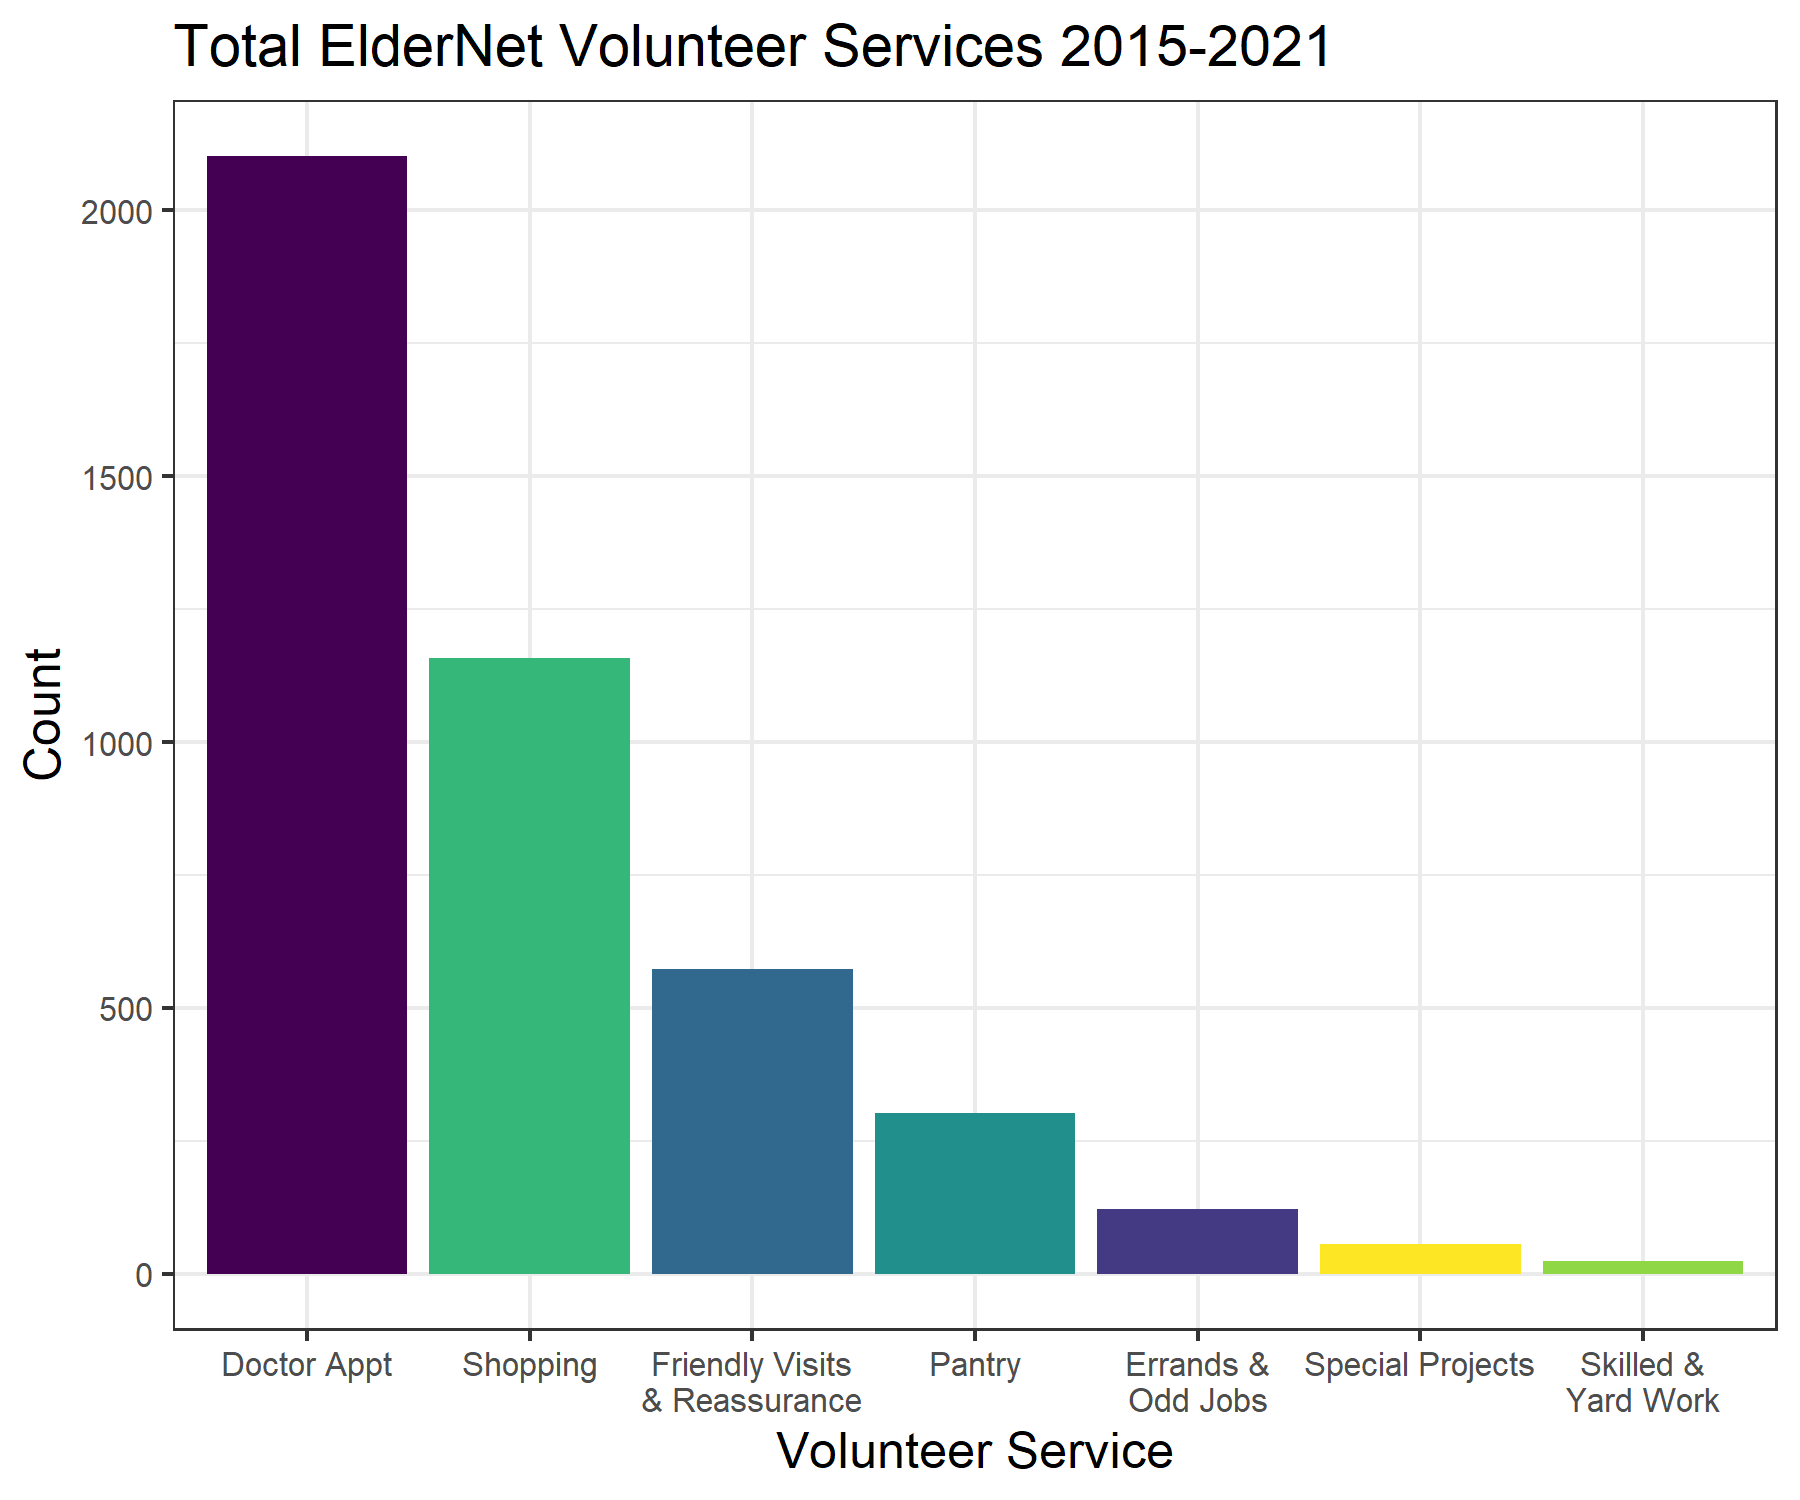 Total ElderNet Volunteer Services 2015-2021
Count
2000
1500
1000
500
0
Doctor Appt
Shopping
Friendly Visits
& Reassurance
Pantry
Errands &
Odd Jobs
Special Projects
Skilled &
Yard Work
Volunteer Service